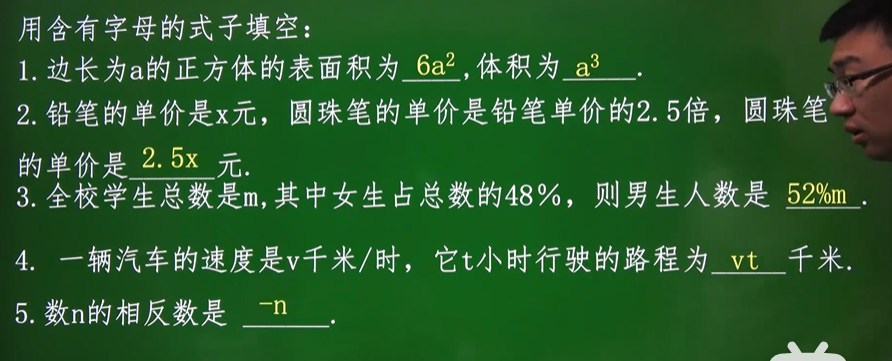 用含有字母的式子填空:
1.边长为a的正方体的表面积为 6a² ,体积为 a³ .
2.铅笔的单价是x元，圆珠笔的单价是铅笔单价的2.5倍，圆珠笔
的单价是 2.5x 元.
3.全校学生总数是m,其中女生占总数的48%，则男生人数是 52%m .
4. 一辆汽车的速度是v千米/时，它t小时行驶的路程为 vt 千米.
5.数n的相反数是 -n .